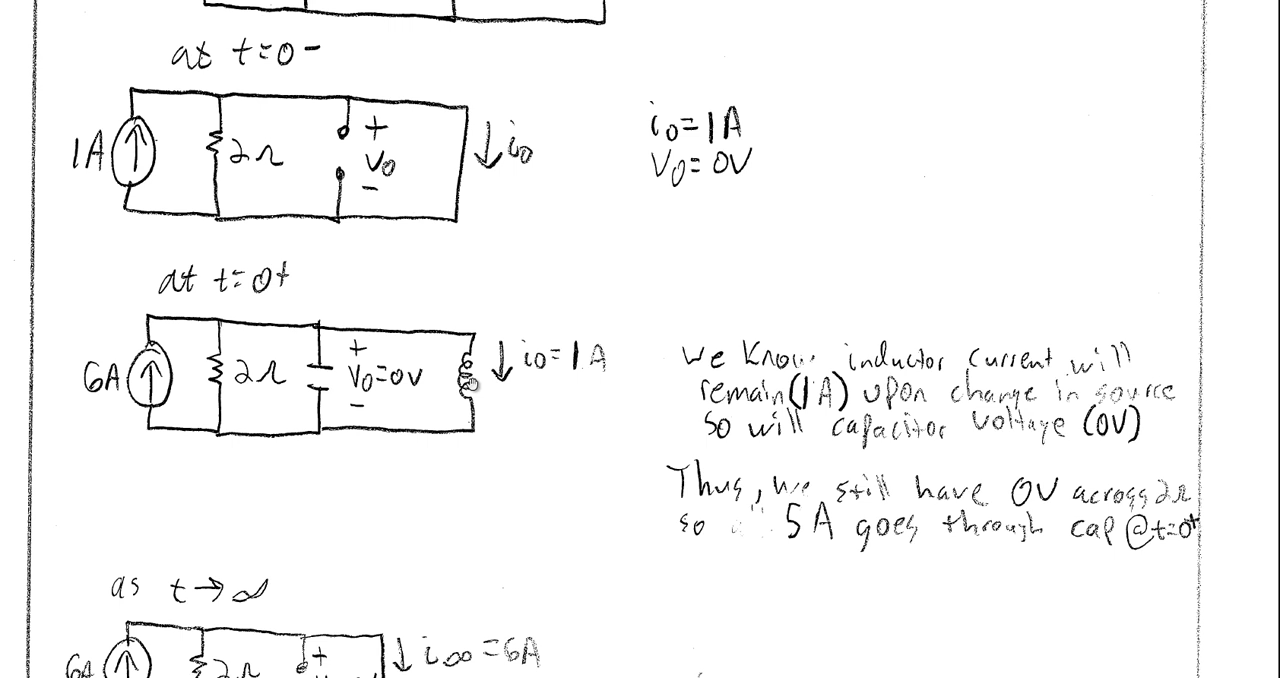 at t=0-
1A
2Ω
+
V0
-
↓ i0
i0=1A
V0=0V
at t=0+
6A
2Ω
+
V0=0V
-
↓ i0=1A
We know inductor current will
remain (1A) upon change in source
so will capacitor voltage (0V)
Thus, we still have 0V across 2Ω
so 5A goes through cap @t=0+
as t→∞
6A
2Ω
+
↓ i∞=6A